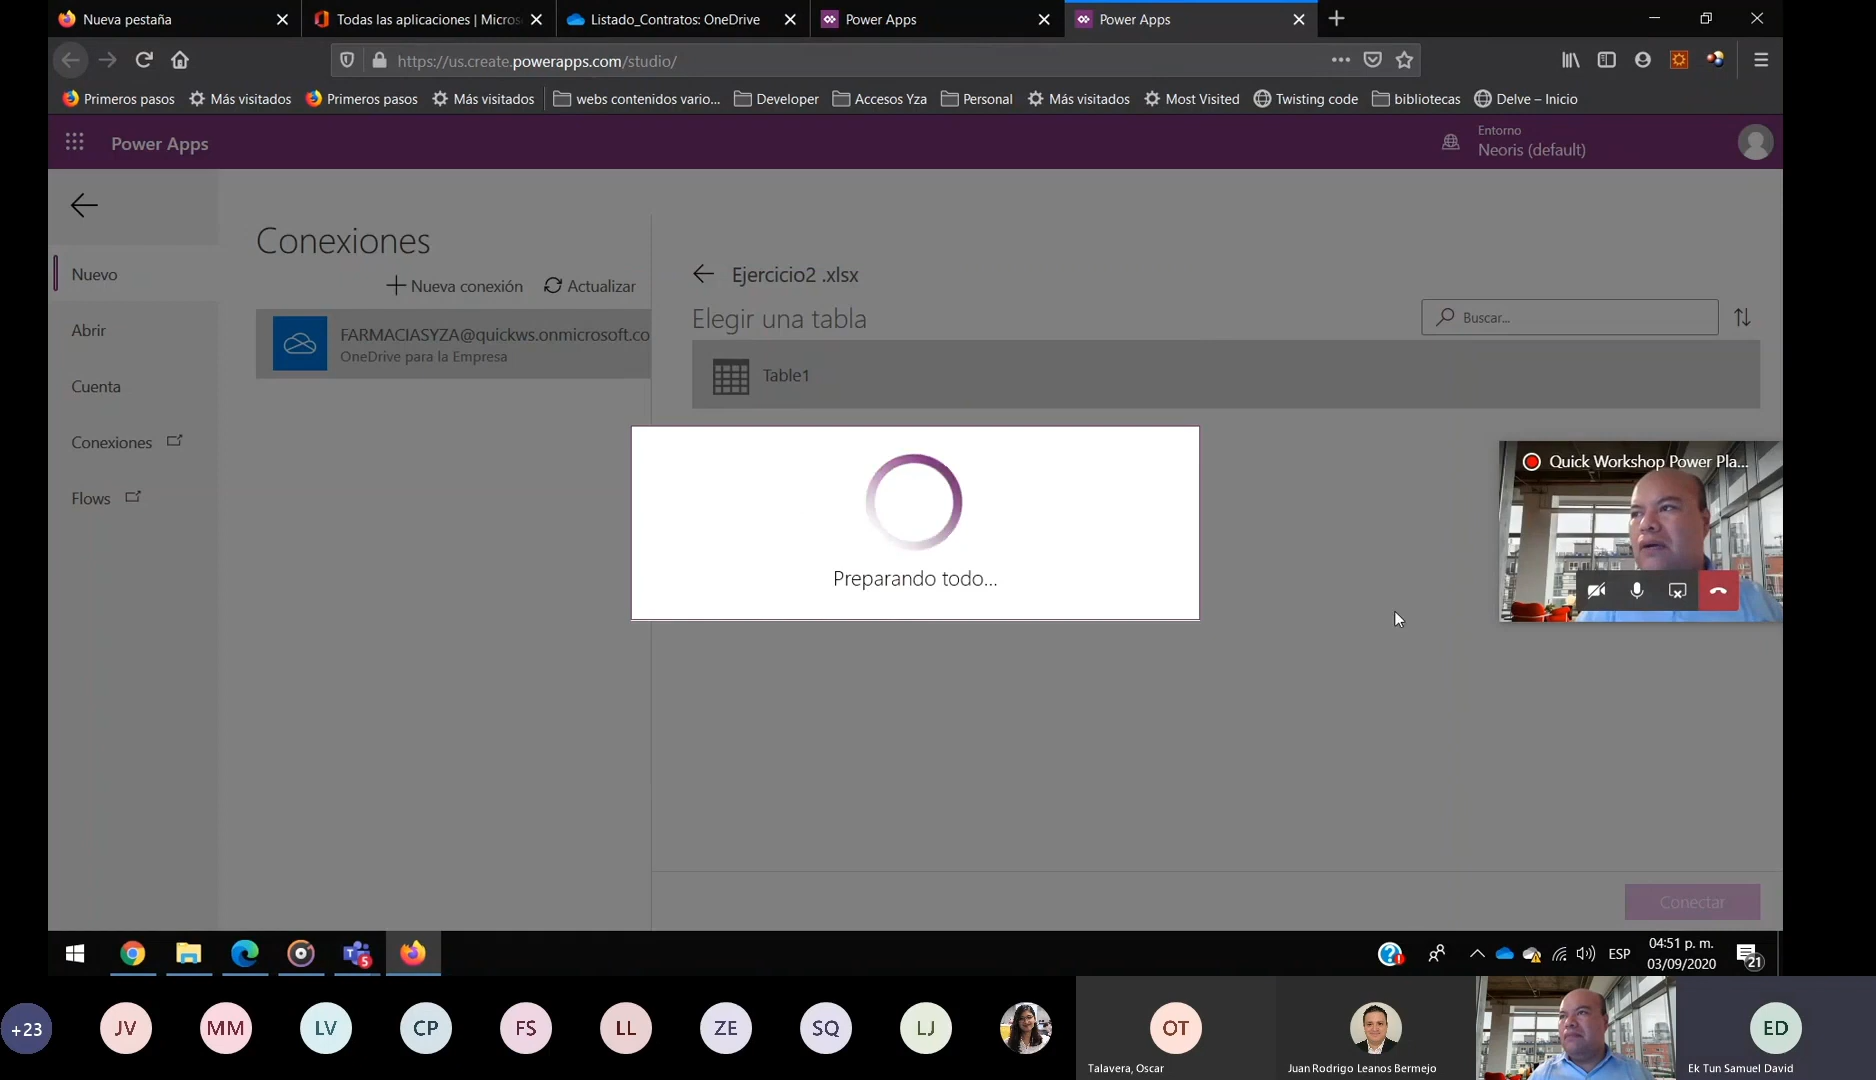 Nueva pestaña
Todas las aplicaciones | Micros
Listado_Contratos: OneDrive
Power Apps
Power Apps
https://us.create.powerapps.com/studio/
Primeros pasos
Más visitados
Primeros pasos
Más visitados
webs contenidos vario...
Developer
Accesos Yza
Personal
Más visitados
Most Visited
Twisting code
bibliotecas
Delve – Inicio
Power Apps
Entorno
Neoris (default)
Nuevo
Abrir
Cuenta
Conexiones
Flows
Conexiones
Nueva conexión
Actualizar
FARMACIASYZA@quickws.onmicrosoft.co
OneDrive para la Empresa
Ejercicio2 .xlsx
Elegir una tabla
Buscar...
Table1
Preparando todo...
Quick Workshop Power Pla...
Conectar
5
ESP
04:51 p. m.
03/09/2020
21
+23
JV
MM
LV
CP
FS
LL
ZE
SQ
LJ
OT
Talavera, Oscar
Juan Rodrigo Leanos Bermejo
ED
Ek Tun Samuel David